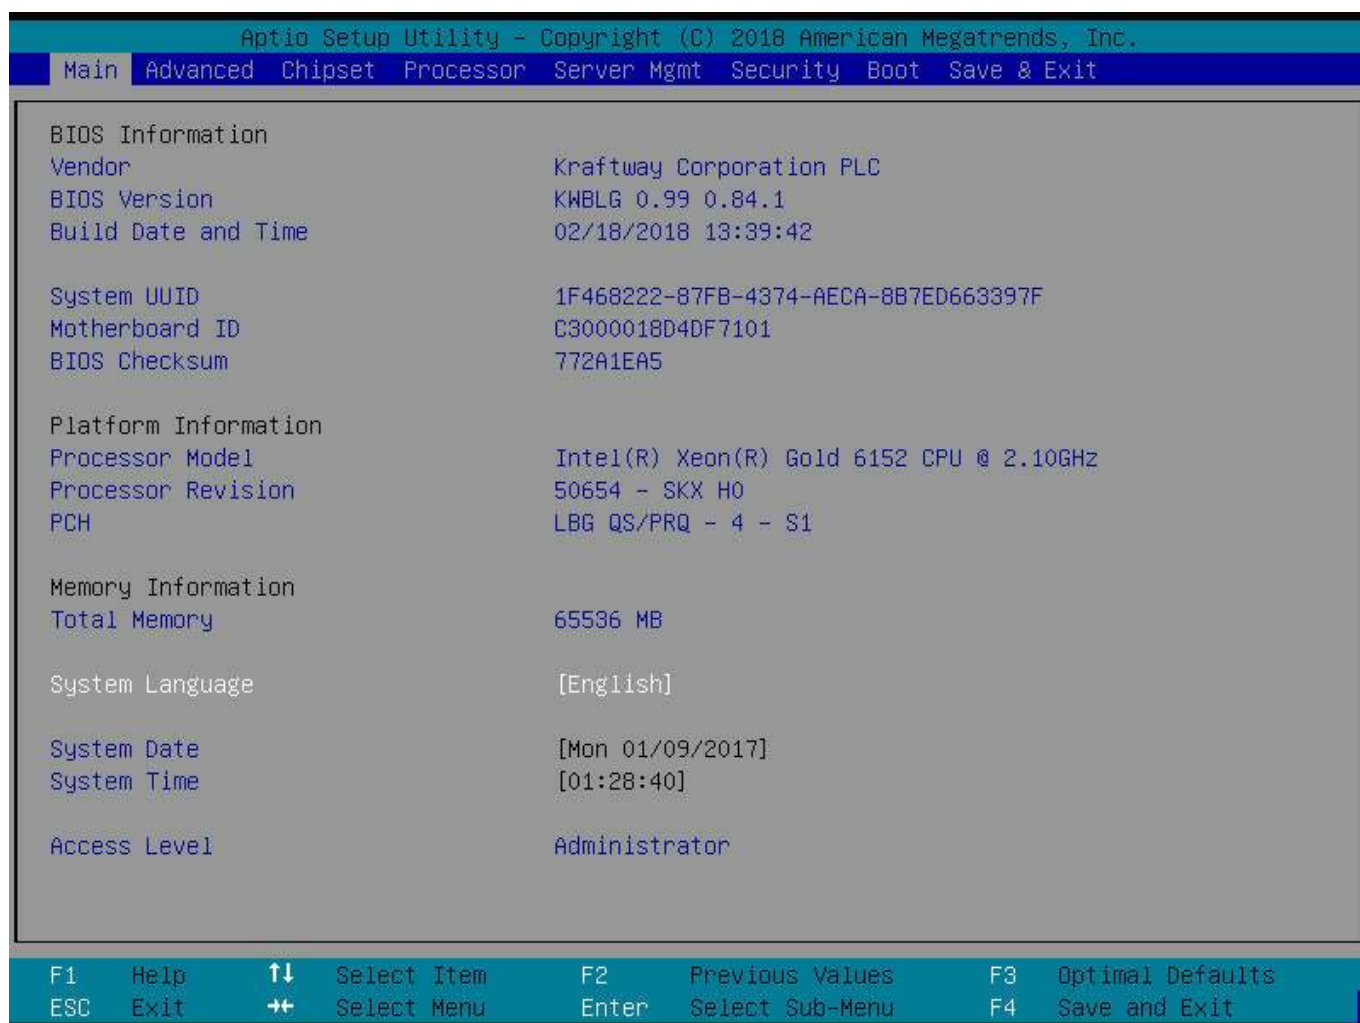 Aptio Setup Utility - Copyright (C) 2018 American Megatrends, Inc.
Main Advanced Chipset Processor Server Mgmt Security Boot Save & Exit
BIOS Information
Vendor Kraftway Corporation PLC
BIOS Version KWBLG 0.99 0.84.1
Build Date and Time 02/18/2018 13:39:42
System UUID 1F468222-87FB-4374-AECA-8B7ED663397F
Motherboard ID C3000018D4DF7101
BIOS Checksum 772A1EA5
Platform Information
Processor Model Intel(R) Xeon(R) Gold 6152 CPU @ 2.10GHz
Processor Revision 50654 - SKX H0
PCH LBG QS/PRQ - 4 - S1
Memory Information
Total Memory 65536 MB
System Language [English]
System Date [Mon 01/09/2017]
System Time [01:28:40]
Access Level Administrator
F1 Help ↑↓ Select Item F2 Previous Values F3 Optimal Defaults
ESC Exit →← Select Menu Enter Select Sub-Menu F4 Save and Exit